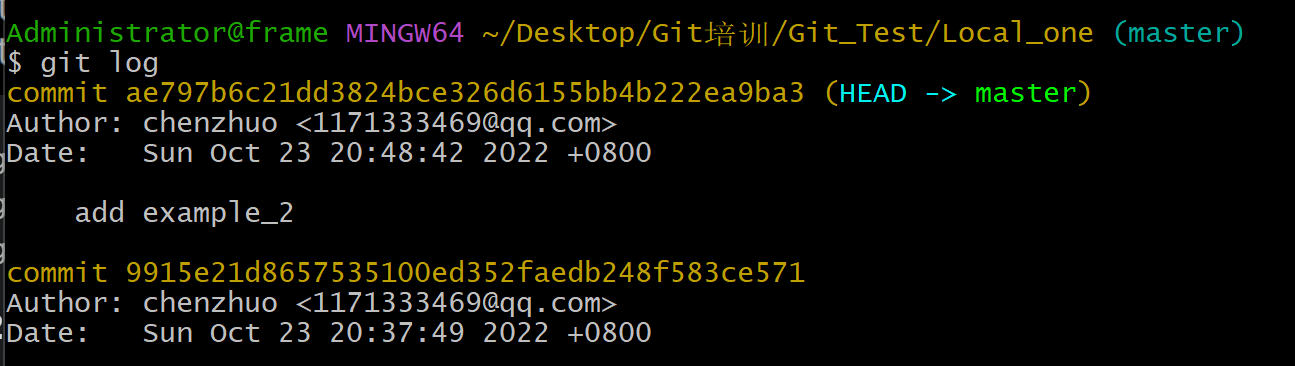 Administrator@frame MINGW64 ~/Desktop/Git培训/Git_Test/Local_one (master)
$ git log
commit ae797b6c21dd3824bce326d6155bb4b222ea9ba3 (HEAD -> master)
Author: chenzhuo <1171333469@qq.com>
Date:   Sun Oct 23 20:48:42 2022 +0800
    add example_2
commit 9915e21d8657535100ed352faedb248f583ce571
Author: chenzhuo <1171333469@qq.com>
Date:   Sun Oct 23 20:37:49 2022 +0800